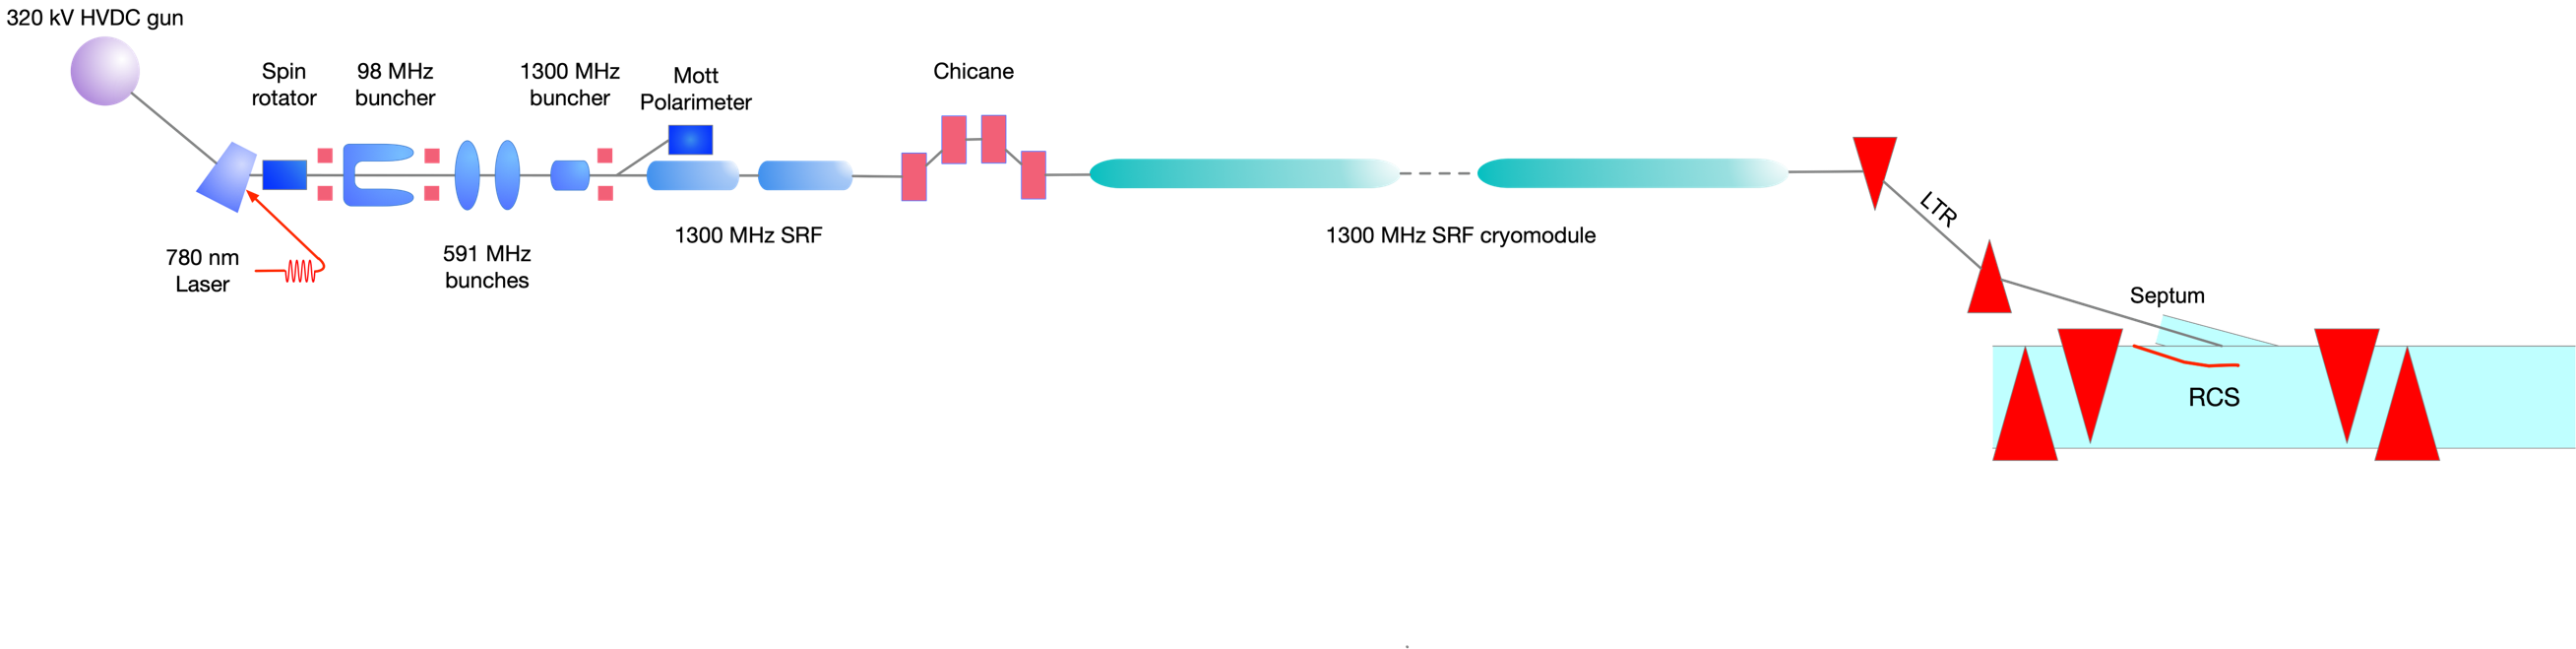 320 kV HVDC gun
Spin
rotator
98 MHz
buncher
1300 MHz
buncher
Mott
Polarimeter
Chicane
780 nm
Laser
591 MHz
bunches
1300 MHz SRF
1300 MHz SRF cryomodule
LTR
Septum
RCS